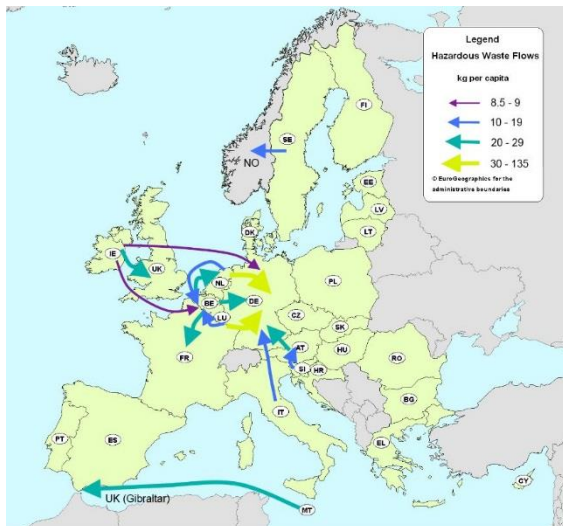 Legend
Hazardous Waste Flows
kg per capita
8.5 - 9
10 - 19
20 - 29
30 - 135
© EuroGeographics for the
administrative boundaries
FI
SE
NO
EE
LV
LT
DK
IE
UK
NL
PL
BE
DE
LU
CZ
SK
FR
AT
HU
SI
HR
RO
IT
BG
PT
ES
EL
CY
UK (Gibraltar)
MT